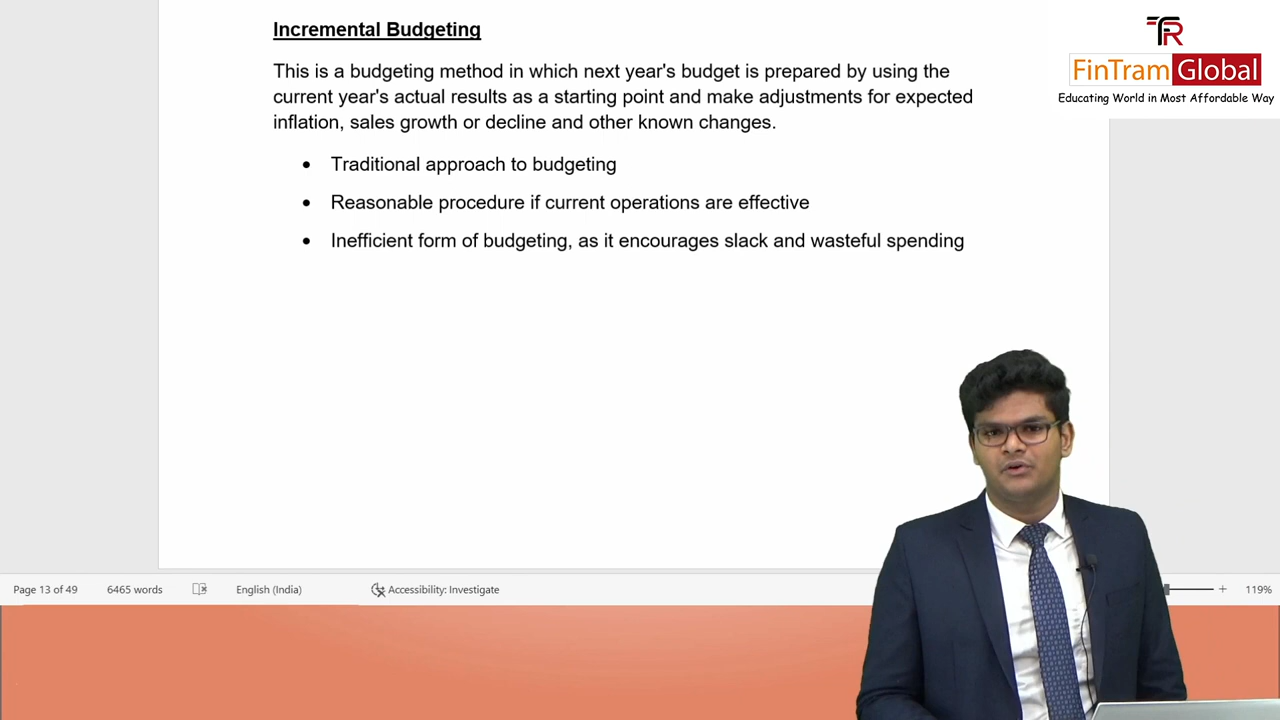 Incremental Budgeting
This is a budgeting method in which next year's budget is prepared by using the
current year's actual results as a starting point and make adjustments for expected
inflation, sales growth or decline and other known changes.
• Traditional approach to budgeting
• Reasonable procedure if current operations are effective
• Inefficient form of budgeting, as it encourages slack and wasteful spending
TR
FinTram Global
Educating World in Most Affordable Way
Page 13 of 49 6465 words English (India) Accessibility: Investigate + 119%